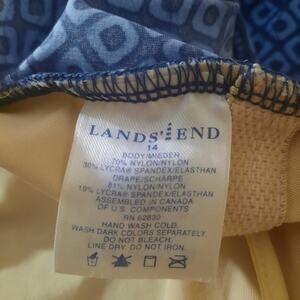 LANDS' END
14
BODY/MIEDER
70% NYLON/NYLON
30% LYCRA® SPANDEX/ELASTHAN
DRAPE/SCHARPE
81% NYLON/NYLON
19% LYCRA® SPANDEX/ELASTHAN
ASSEMBLED IN CANADA
OF U.S. COMPONENTS
RN 62830
HAND WASH COLD.
WASH DARK COLORS SEPARATELY.
DO NOT BLEACH.
LINE DRY. DO NOT IRON.